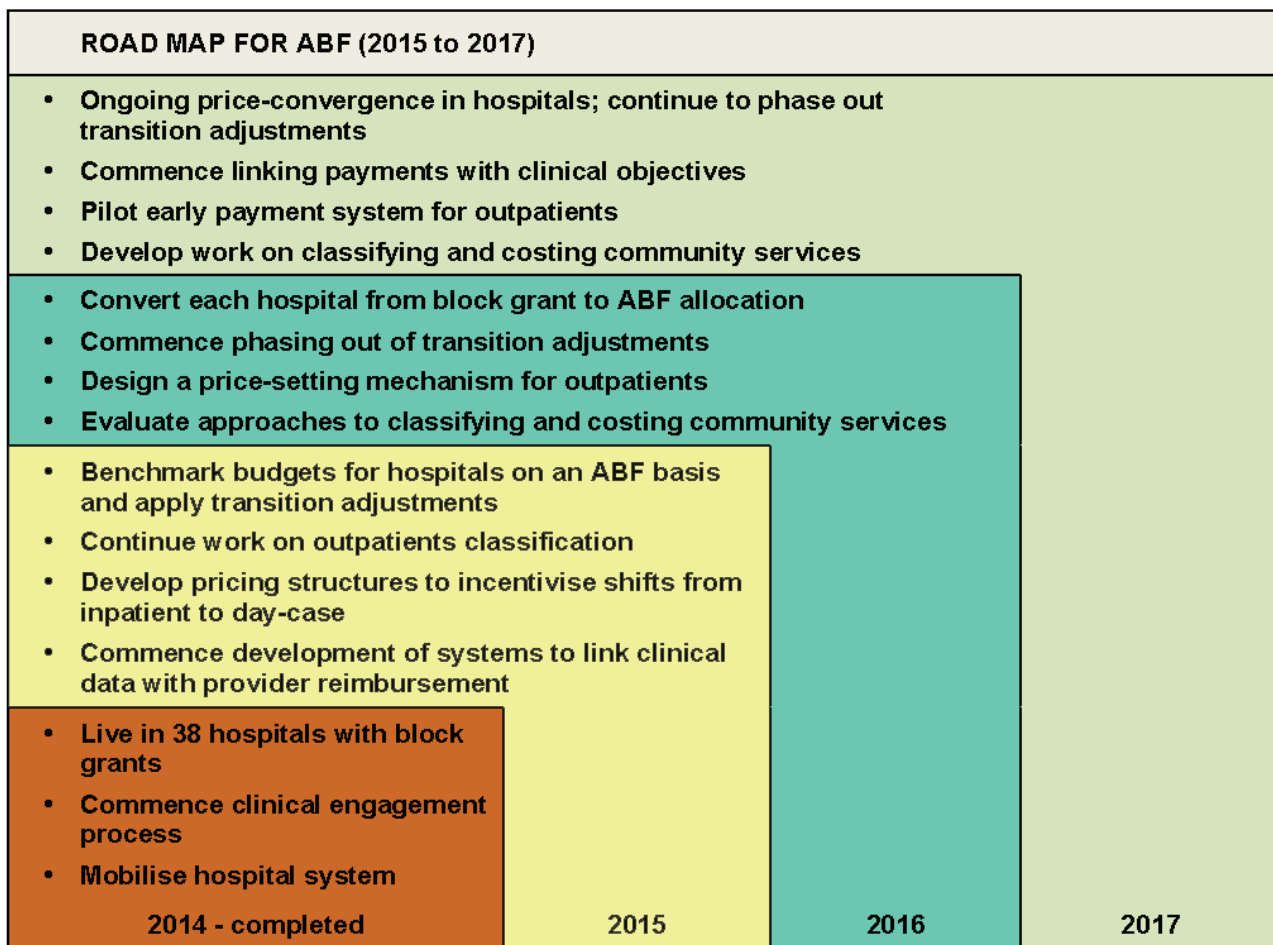 ROAD MAP FOR ABF (2015 to 2017)
• Ongoing price-convergence in hospitals; continue to phase out
transition adjustments
• Commence linking payments with clinical objectives
• Pilot early payment system for outpatients
• Develop work on classifying and costing community services
• Convert each hospital from block grant to ABF allocation
• Commence phasing out of transition adjustments
• Design a price-setting mechanism for outpatients
• Evaluate approaches to classifying and costing community services
• Benchmark budgets for hospitals on an ABF basis
and apply transition adjustments
• Continue work on outpatients classification
• Develop pricing structures to incentivise shifts from
inpatient to day-case
• Commence development of systems to link clinical
data with provider reimbursement
• Live in 38 hospitals with block
grants
• Commence clinical engagement
process
• Mobilise hospital system
2014 - completed 2015 2016 2017